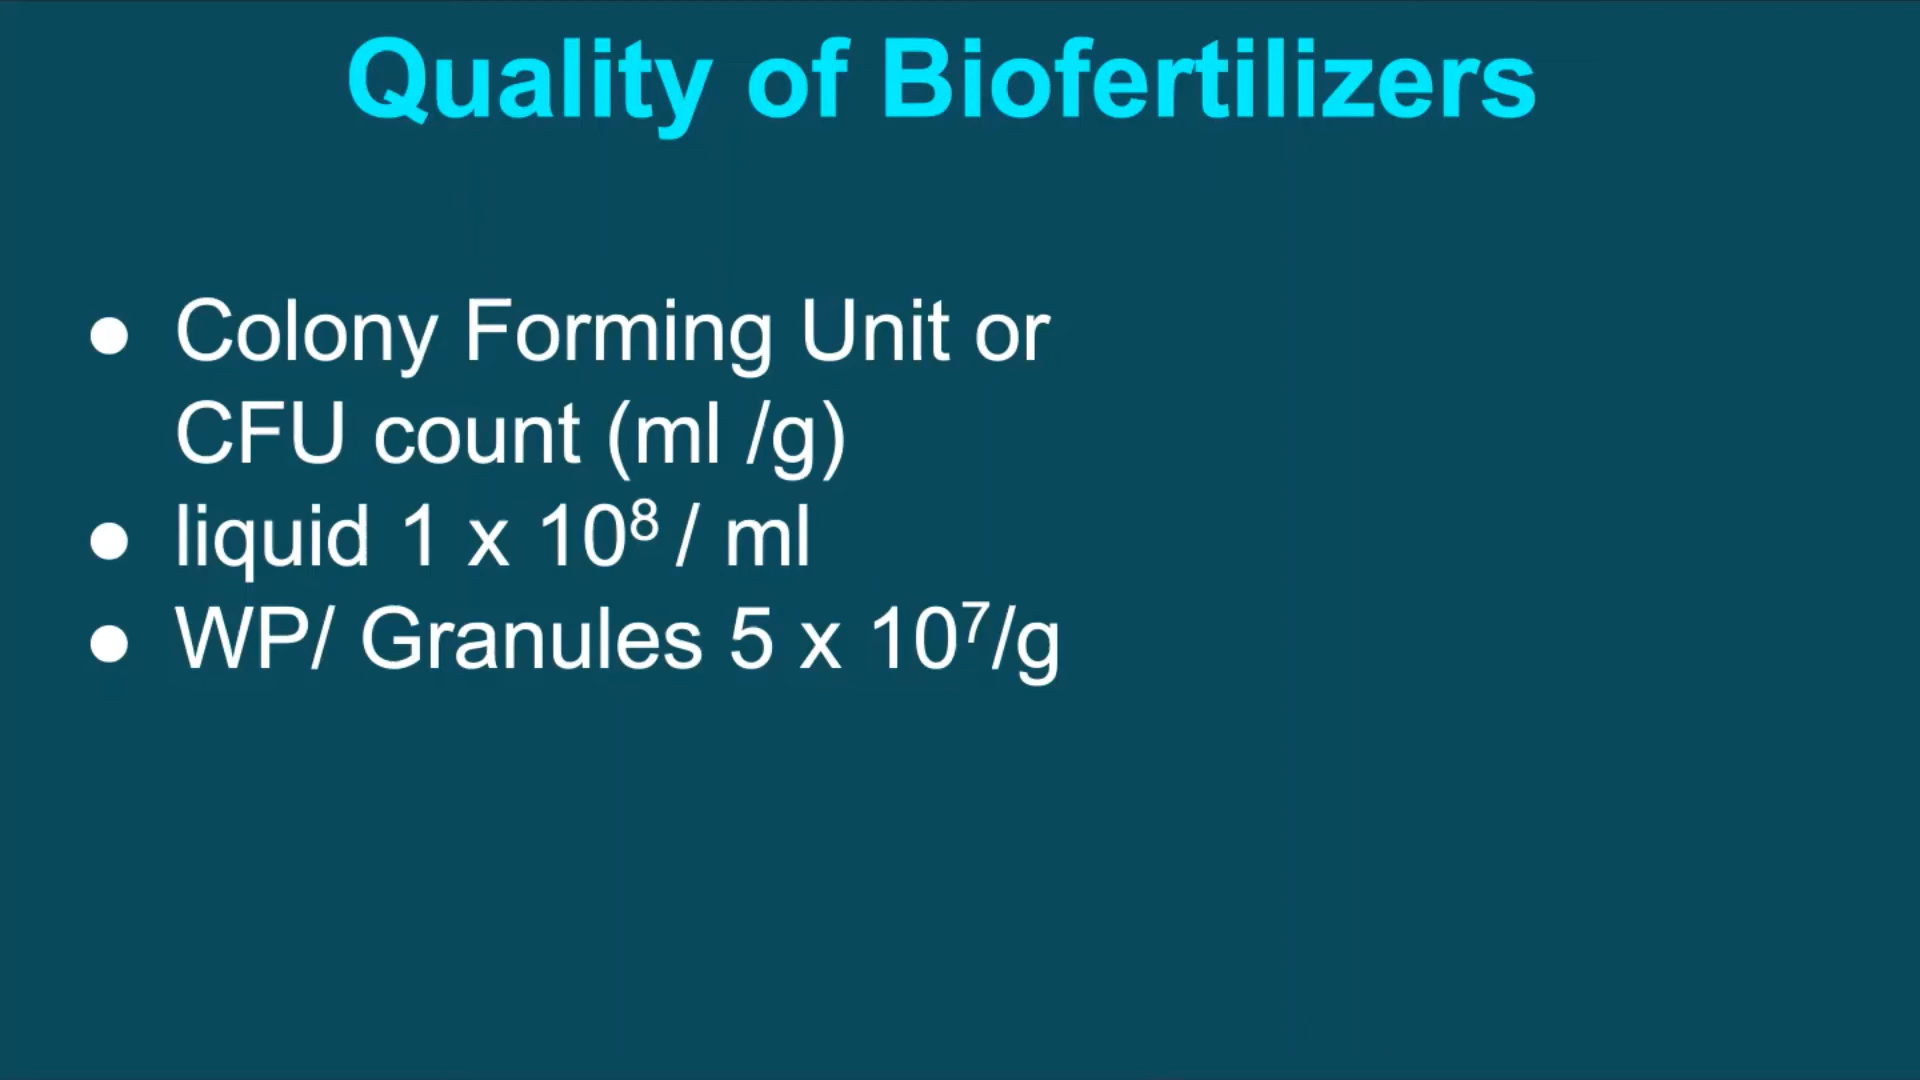 Quality of Biofertilizers
● Colony Forming Unit or
CFU count (ml /g)
● liquid 1 x 10⁸ / ml
● WP/ Granules 5 x 10⁷/g